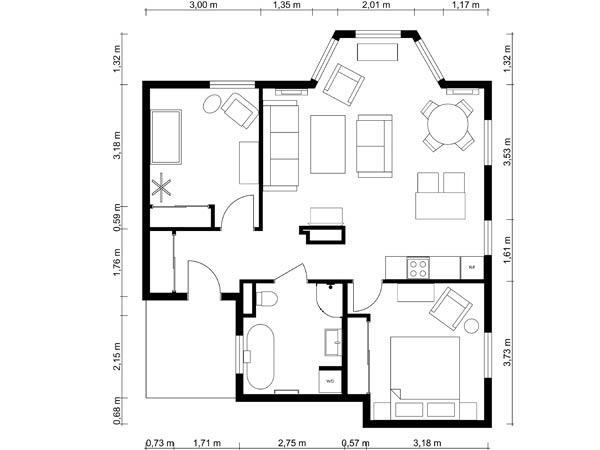 3,00 m 1,35 m 2,01 m 1,17 m
1,32 m
1,32 m
3,18 m
3,53 m
0,59 m
1,76 m
1,61 m
R/F
2,15 m
3,73 m
WD
0,68 m
0,73 m 1,71 m 2,75 m 0,57 m 3,18 m